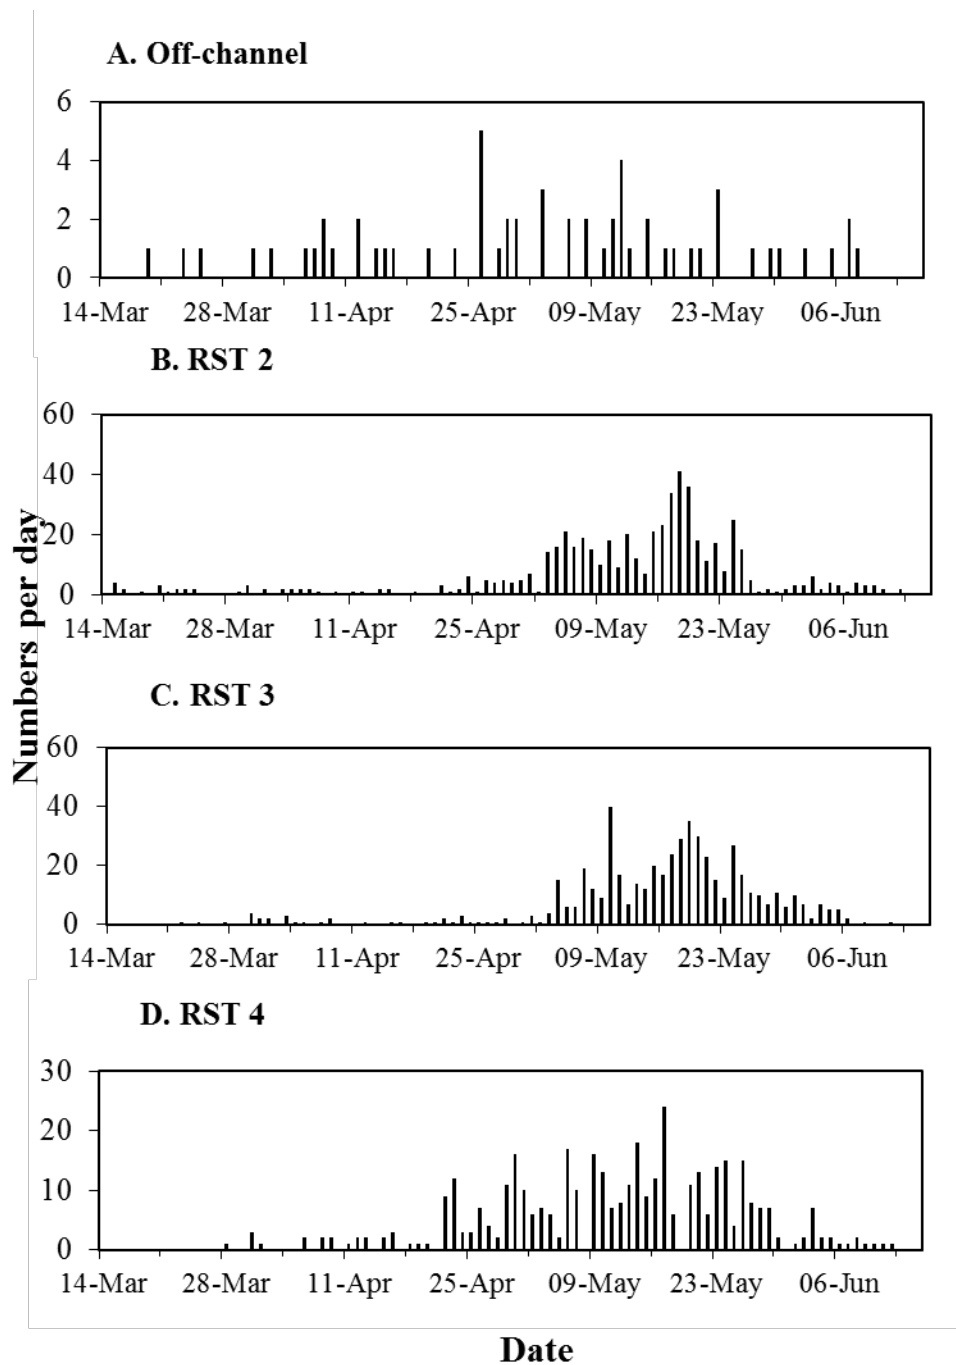 A. Off-channel
6
4
2
0
14-Mar 28-Mar 11-Apr 25-Apr 09-May 23-May 06-Jun
B. RST 2
60
40
20
0
14-Mar 28-Mar 11-Apr 25-Apr 09-May 23-May 06-Jun
Numbers per day
C. RST 3
60
40
20
0
14-Mar 28-Mar 11-Apr 25-Apr 09-May 23-May 06-Jun
D. RST 4
30
20
10
0
14-Mar 28-Mar 11-Apr 25-Apr 09-May 23-May 06-Jun
Date